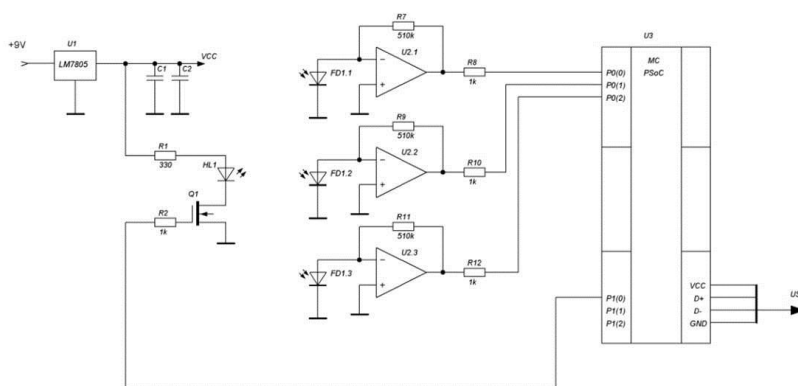 +9V
U1
LM7805
C1
C2
VCC
R1
330
HL1
Q1
R2
1k
R7
510k
FD1.1
U2.1
R8
1k
R9
510k
FD1.2
U2.2
R10
1k
R11
510k
FD1.3
U2.3
R12
1k
U3
MC
PSoC
P0(0)
P0(1)
P0(2)
P1(0)
P1(1)
P1(2)
VCC
D+
D-
GND